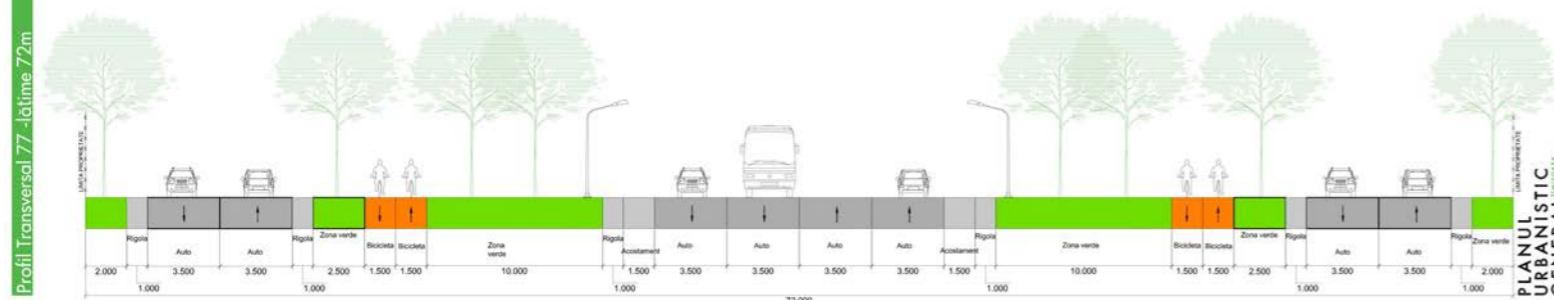 Profil Transversal 77 -lățime 72m
LIMITA PROPRIETATE
LIMITA PROPRIETATE
Rigola
Auto
Auto
Rigola
Zona verde
Bicicleta
Bicicleta
Zona
verde
Rigola
Acostament
Auto
Auto
Auto
Auto
Acostament
Rigola
Zona verde
Bicicleta
Bicicleta
Zona verde
Rigola
Auto
Auto
Rigola
Zona verde
2.000
3.500
3.500
2.500
1.500
1.500
10.000
1.500
3.500
3.500
3.500
3.500
1.500
10.000
1.500
1.500
2.500
3.500
3.500
2.000
1.000
1.000
1.000
1.000
1.000
1.000
PLANUL
URBANISTIC